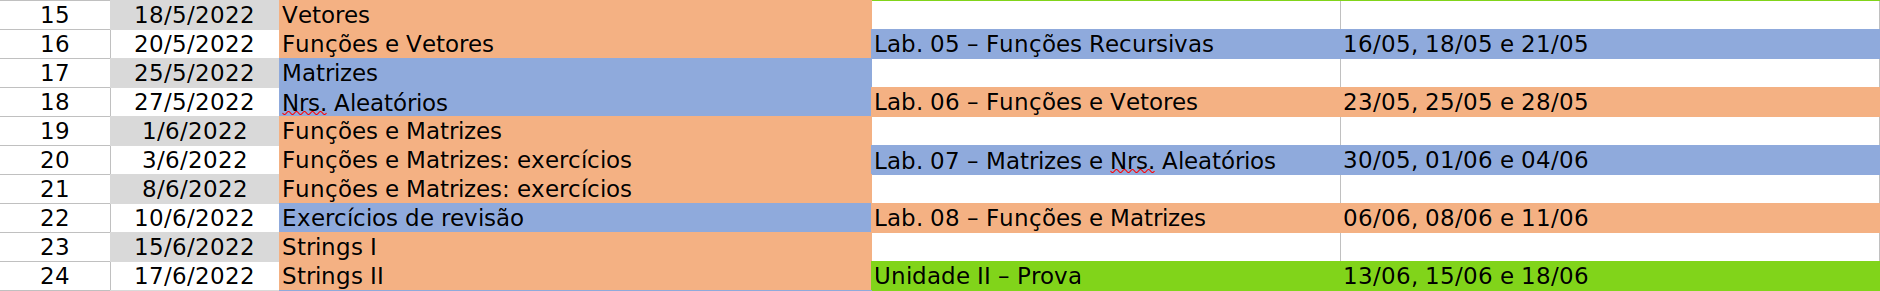 15 18/5/2022 Vetores
16 20/5/2022 Funções e Vetores Lab. 05 – Funções Recursivas 16/05, 18/05 e 21/05
17 25/5/2022 Matrizes
18 27/5/2022 Nrs. Aleatórios Lab. 06 – Funções e Vetores 23/05, 25/05 e 28/05
19 1/6/2022 Funções e Matrizes
20 3/6/2022 Funções e Matrizes: exercícios Lab. 07 – Matrizes e Nrs. Aleatórios 30/05, 01/06 e 04/06
21 8/6/2022 Funções e Matrizes: exercícios
22 10/6/2022 Exercícios de revisão Lab. 08 – Funções e Matrizes 06/06, 08/06 e 11/06
23 15/6/2022 Strings I
24 17/6/2022 Strings II Unidade II – Prova 13/06, 15/06 e 18/06